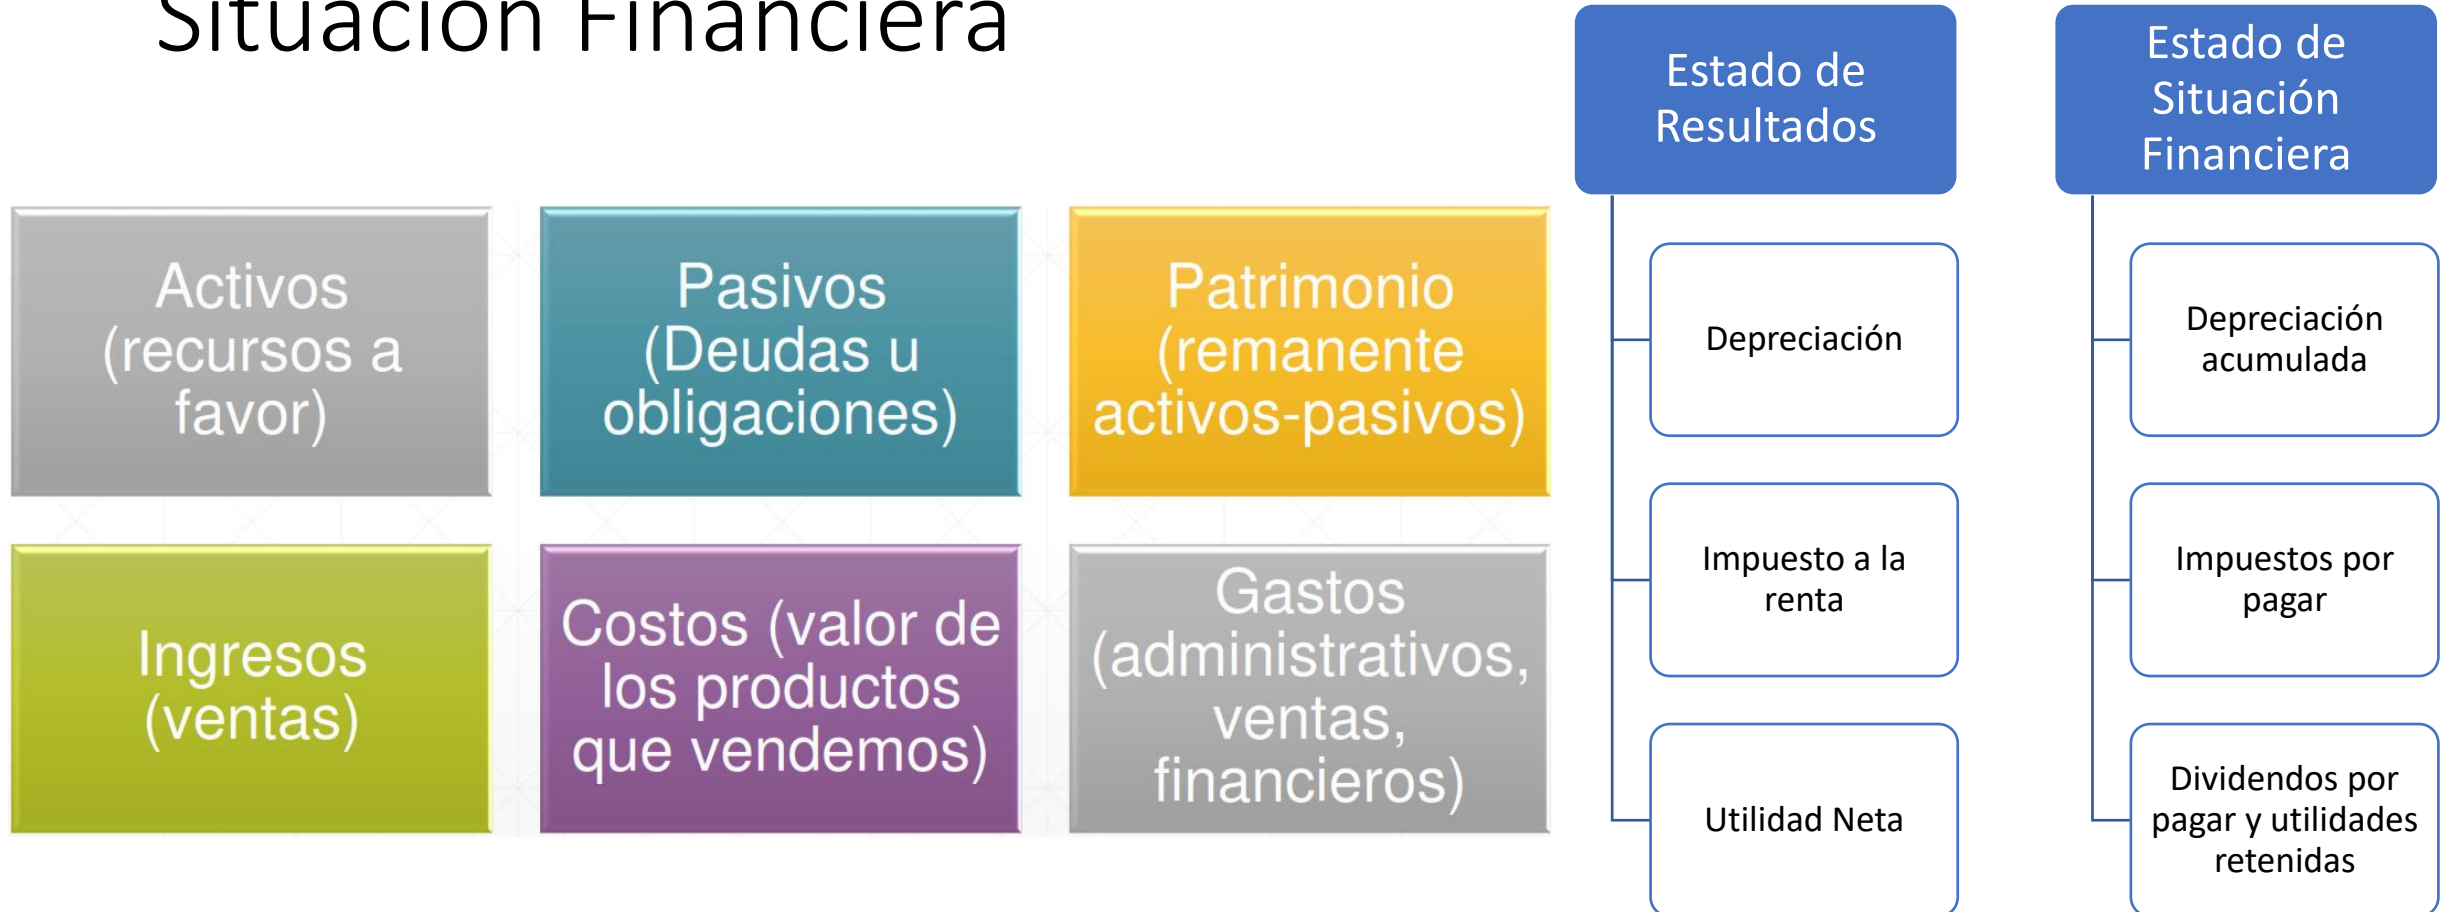 Situación Financiera
Activos
(recursos a
favor)
Pasivos
(Deudas u
obligaciones)
Patrimonio
(remanente
activos-pasivos)
Ingresos
(ventas)
Costos (valor de
los productos
que vendemos)
Gastos
(administrativos,
ventas,
financieros)
Estado de
Resultados
Depreciación
Impuesto a la
renta
Utilidad Neta
Estado de
Situación
Financiera
Depreciación
acumulada
Impuestos por
pagar
Dividendos por
pagar y utilidades
retenidas